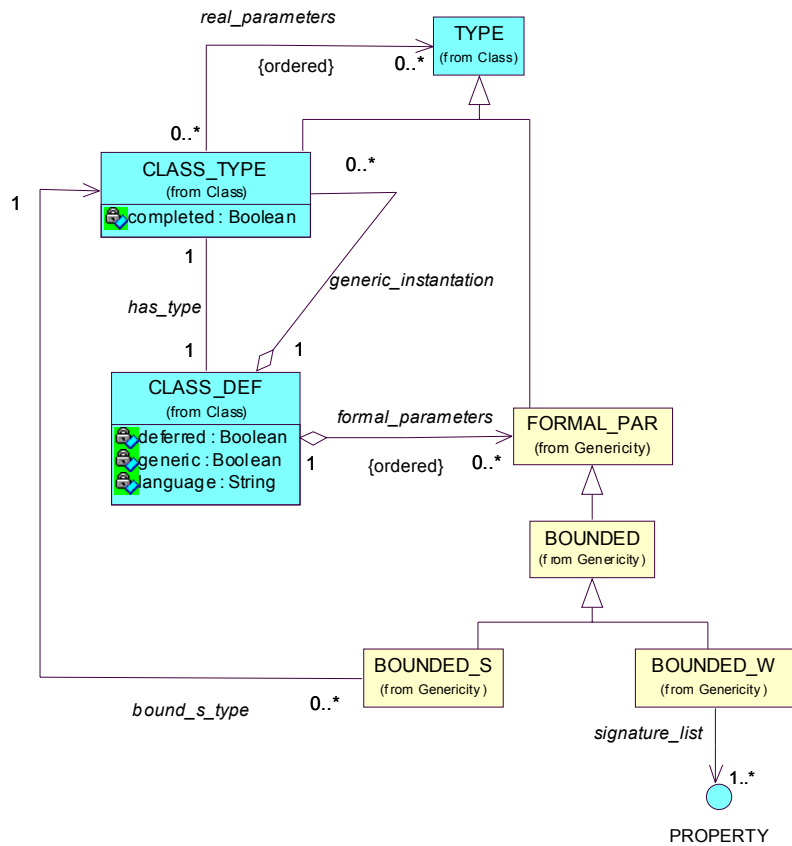 real_parameters
TYPE
(from Class)
{ordered}
0..*
0..*
CLASS_TYPE
(from Class)
completed : Boolean
0..*
1
1
generic_instantation
has_type
1
1
CLASS_DEF
(from Class)
deferred : Boolean
generic : Boolean
language : String
formal_parameters
1
{ordered}
0..*
FORMAL_PAR
(from Genericity)
BOUNDED
(from Genericity)
BOUNDED_S
(from Genericity)
BOUNDED_W
(from Genericity)
bound_s_type
0..*
signature_list
1..*
PROPERTY